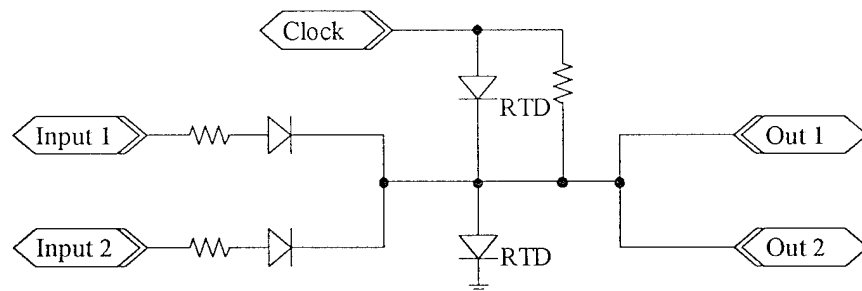 Clock
RTD
Input 1
Out 1
Input 2
RTD
Out 2